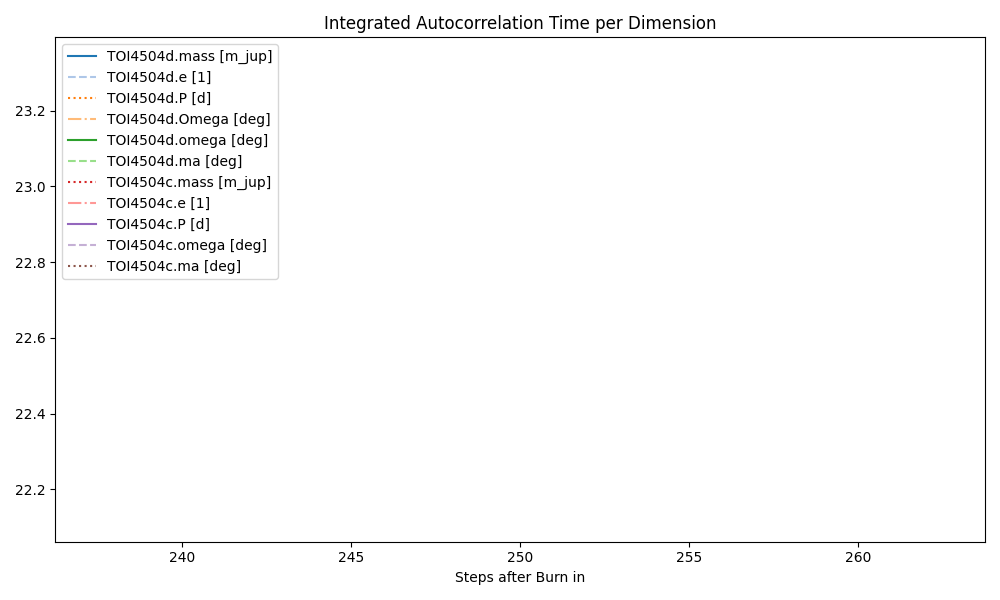 Integrated Autocorrelation Time per Dimension
TOI4504d.mass [m_jup]
TOI4504d.e [1]
TOI4504d.P [d]
TOI4504d.Omega [deg]
TOI4504d.omega [deg]
TOI4504d.ma [deg]
TOI4504c.mass [m_jup]
TOI4504c.e [1]
TOI4504c.P [d]
TOI4504c.omega [deg]
TOI4504c.ma [deg]
23.2
23.0
22.8
22.6
22.4
22.2
240 245 250 255 260
Steps after Burn in